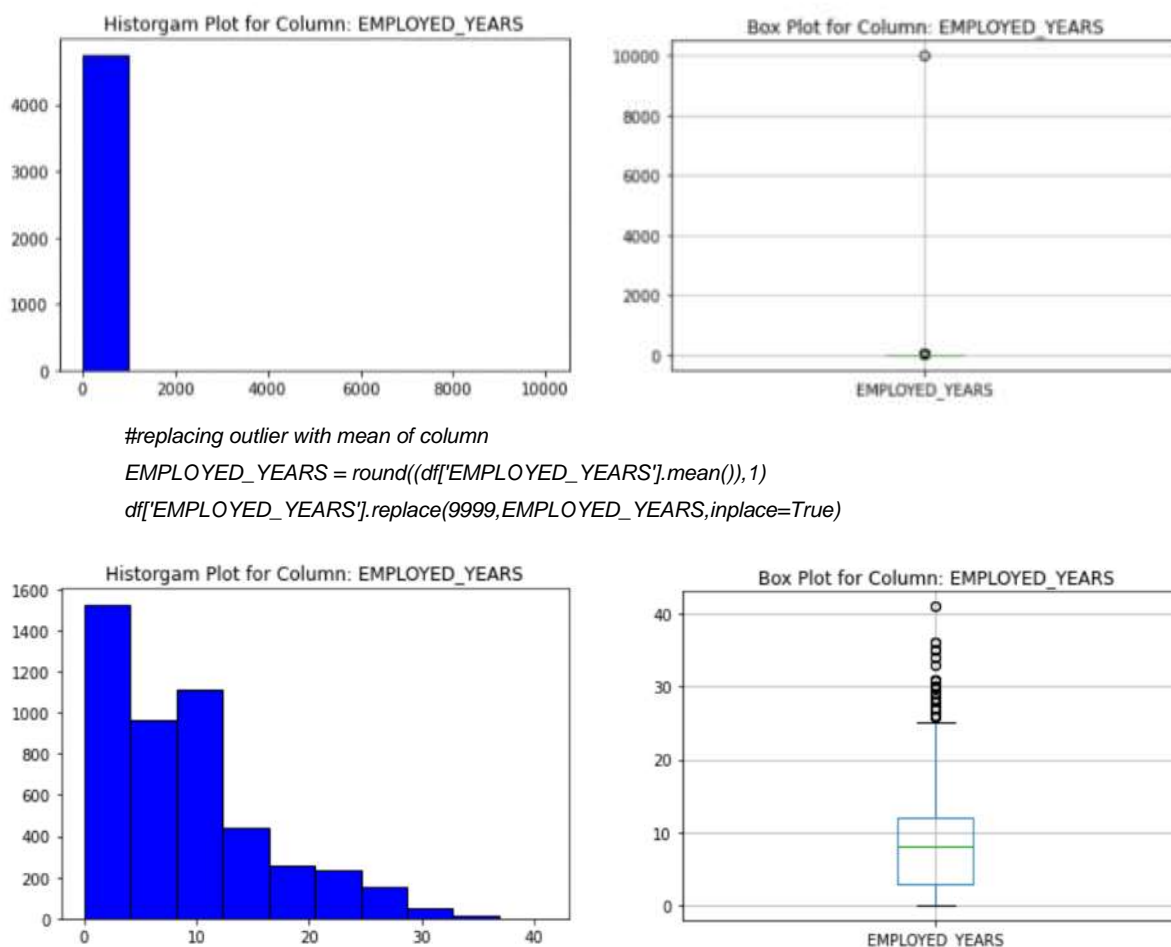 Historgam Plot for Column: EMPLOYED_YEARS
4000
3000
2000
1000
0
0 2000 4000 6000 8000 10000
Box Plot for Column: EMPLOYED_YEARS
10000
8000
6000
4000
2000
0
EMPLOYED_YEARS
#replacing outlier with mean of column
EMPLOYED_YEARS = round((df['EMPLOYED_YEARS'].mean()),1)
df['EMPLOYED_YEARS'].replace(9999,EMPLOYED_YEARS,inplace=True)
Historgam Plot for Column: EMPLOYED_YEARS
1600
1400
1200
1000
800
600
400
200
0
0 10 20 30 40
Box Plot for Column: EMPLOYED_YEARS
40
30
20
10
0
EMPLOYED_YEARS